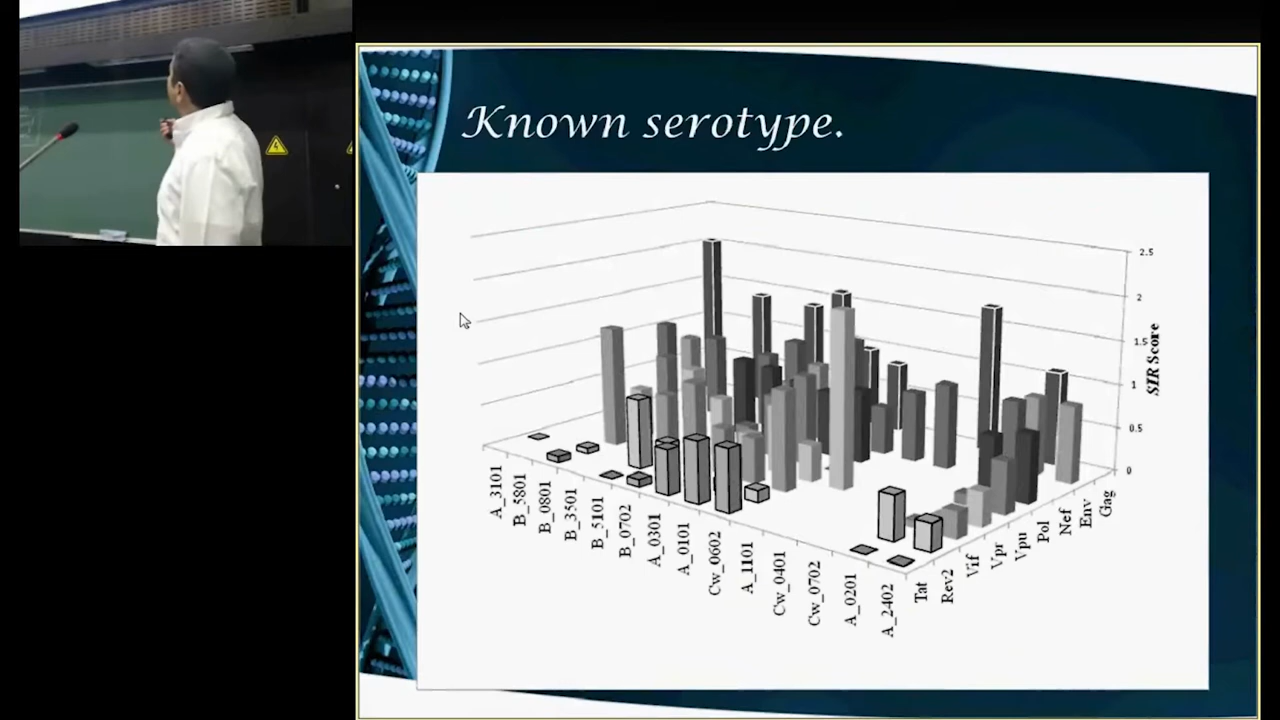 Known serotype.
2.5
2
1.5
1
0.5
0
SIR Score
A_3101
B_5801
B_0801
B_3501
B_5101
B_0702
A_0301
A_0101
Cw_0602
A_1101
Cw_0401
Cw_0702
A_0201
A_2402
Tat
Rev2
Vif
Vpr
Vpu
Pol
Nef
Env
Gag